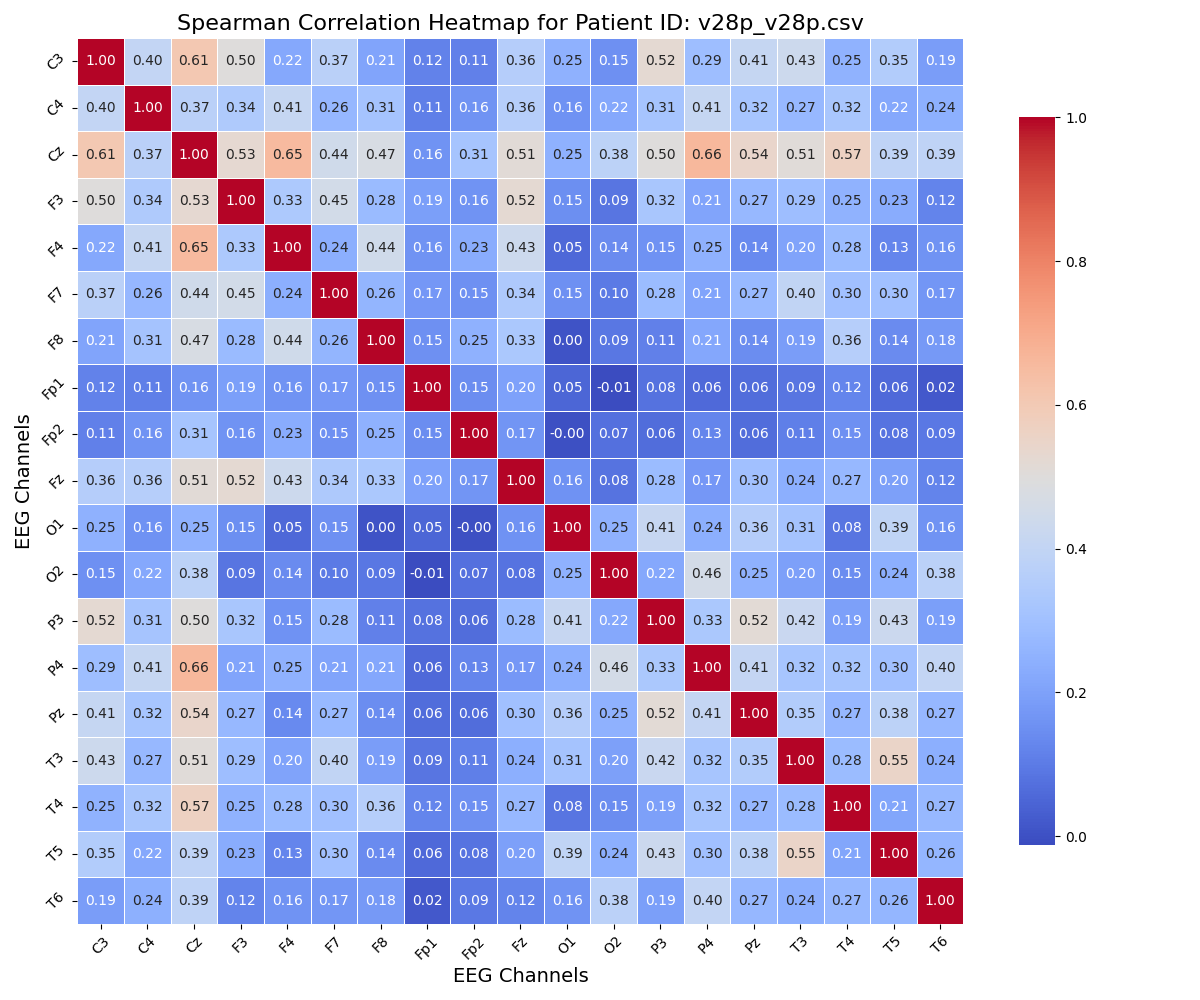 Spearman Correlation Heatmap for Patient ID: v28p_v28p.csv
C3 1.00 0.40 0.61 0.50 0.22 0.37 0.21 0.12 0.11 0.36 0.25 0.15 0.52 0.29 0.41 0.43 0.25 0.35 0.19
C4 0.40 1.00 0.37 0.34 0.41 0.26 0.31 0.11 0.16 0.36 0.16 0.22 0.31 0.41 0.32 0.27 0.32 0.22 0.24
Cz 0.61 0.37 1.00 0.53 0.65 0.44 0.47 0.16 0.31 0.51 0.25 0.38 0.50 0.66 0.54 0.51 0.57 0.39 0.39
F3 0.50 0.34 0.53 1.00 0.33 0.45 0.28 0.19 0.16 0.52 0.15 0.09 0.32 0.21 0.27 0.29 0.25 0.23 0.12
F4 0.22 0.41 0.65 0.33 1.00 0.24 0.44 0.16 0.23 0.43 0.05 0.14 0.15 0.25 0.14 0.20 0.28 0.13 0.16
F7 0.37 0.26 0.44 0.45 0.24 1.00 0.26 0.17 0.15 0.34 0.15 0.10 0.28 0.21 0.27 0.40 0.30 0.30 0.17
F8 0.21 0.31 0.47 0.28 0.44 0.26 1.00 0.15 0.25 0.33 0.00 0.09 0.11 0.21 0.14 0.19 0.36 0.14 0.18
Fp1 0.12 0.11 0.16 0.19 0.16 0.17 0.15 1.00 0.15 0.20 0.05 -0.01 0.08 0.06 0.06 0.09 0.12 0.06 0.02
Fp2 0.11 0.16 0.31 0.16 0.23 0.15 0.25 0.15 1.00 0.17 -0.00 0.07 0.06 0.13 0.06 0.11 0.15 0.08 0.09
Fz 0.36 0.36 0.51 0.52 0.43 0.34 0.33 0.20 0.17 1.00 0.16 0.08 0.28 0.17 0.30 0.24 0.27 0.20 0.12
O1 0.25 0.16 0.25 0.15 0.05 0.15 0.00 0.05 -0.00 0.16 1.00 0.25 0.41 0.24 0.36 0.31 0.08 0.39 0.16
O2 0.15 0.22 0.38 0.09 0.14 0.10 0.09 -0.01 0.07 0.08 0.25 1.00 0.22 0.46 0.25 0.20 0.15 0.24 0.38
P3 0.52 0.31 0.50 0.32 0.15 0.28 0.11 0.08 0.06 0.28 0.41 0.22 1.00 0.33 0.52 0.42 0.19 0.43 0.19
P4 0.29 0.41 0.66 0.21 0.25 0.21 0.21 0.06 0.13 0.17 0.24 0.46 0.33 1.00 0.41 0.32 0.32 0.30 0.40
Pz 0.41 0.32 0.54 0.27 0.14 0.27 0.14 0.06 0.06 0.30 0.36 0.25 0.52 0.41 1.00 0.35 0.27 0.38 0.27
T3 0.43 0.27 0.51 0.29 0.20 0.40 0.19 0.09 0.11 0.24 0.31 0.20 0.42 0.32 0.35 1.00 0.28 0.55 0.24
T4 0.25 0.32 0.57 0.25 0.28 0.30 0.36 0.12 0.15 0.27 0.08 0.15 0.19 0.32 0.27 0.28 1.00 0.21 0.27
T5 0.35 0.22 0.39 0.23 0.13 0.30 0.14 0.06 0.08 0.20 0.39 0.24 0.43 0.30 0.38 0.55 0.21 1.00 0.26
T6 0.19 0.24 0.39 0.12 0.16 0.17 0.18 0.02 0.09 0.12 0.16 0.38 0.19 0.40 0.27 0.24 0.27 0.26 1.00
C3 C4 Cz F3 F4 F7 F8 Fp1 Fp2 Fz O1 O2 P3 P4 Pz T3 T4 T5 T6
EEG Channels
EEG Channels
1.0
0.8
0.6
0.4
0.2
0.0